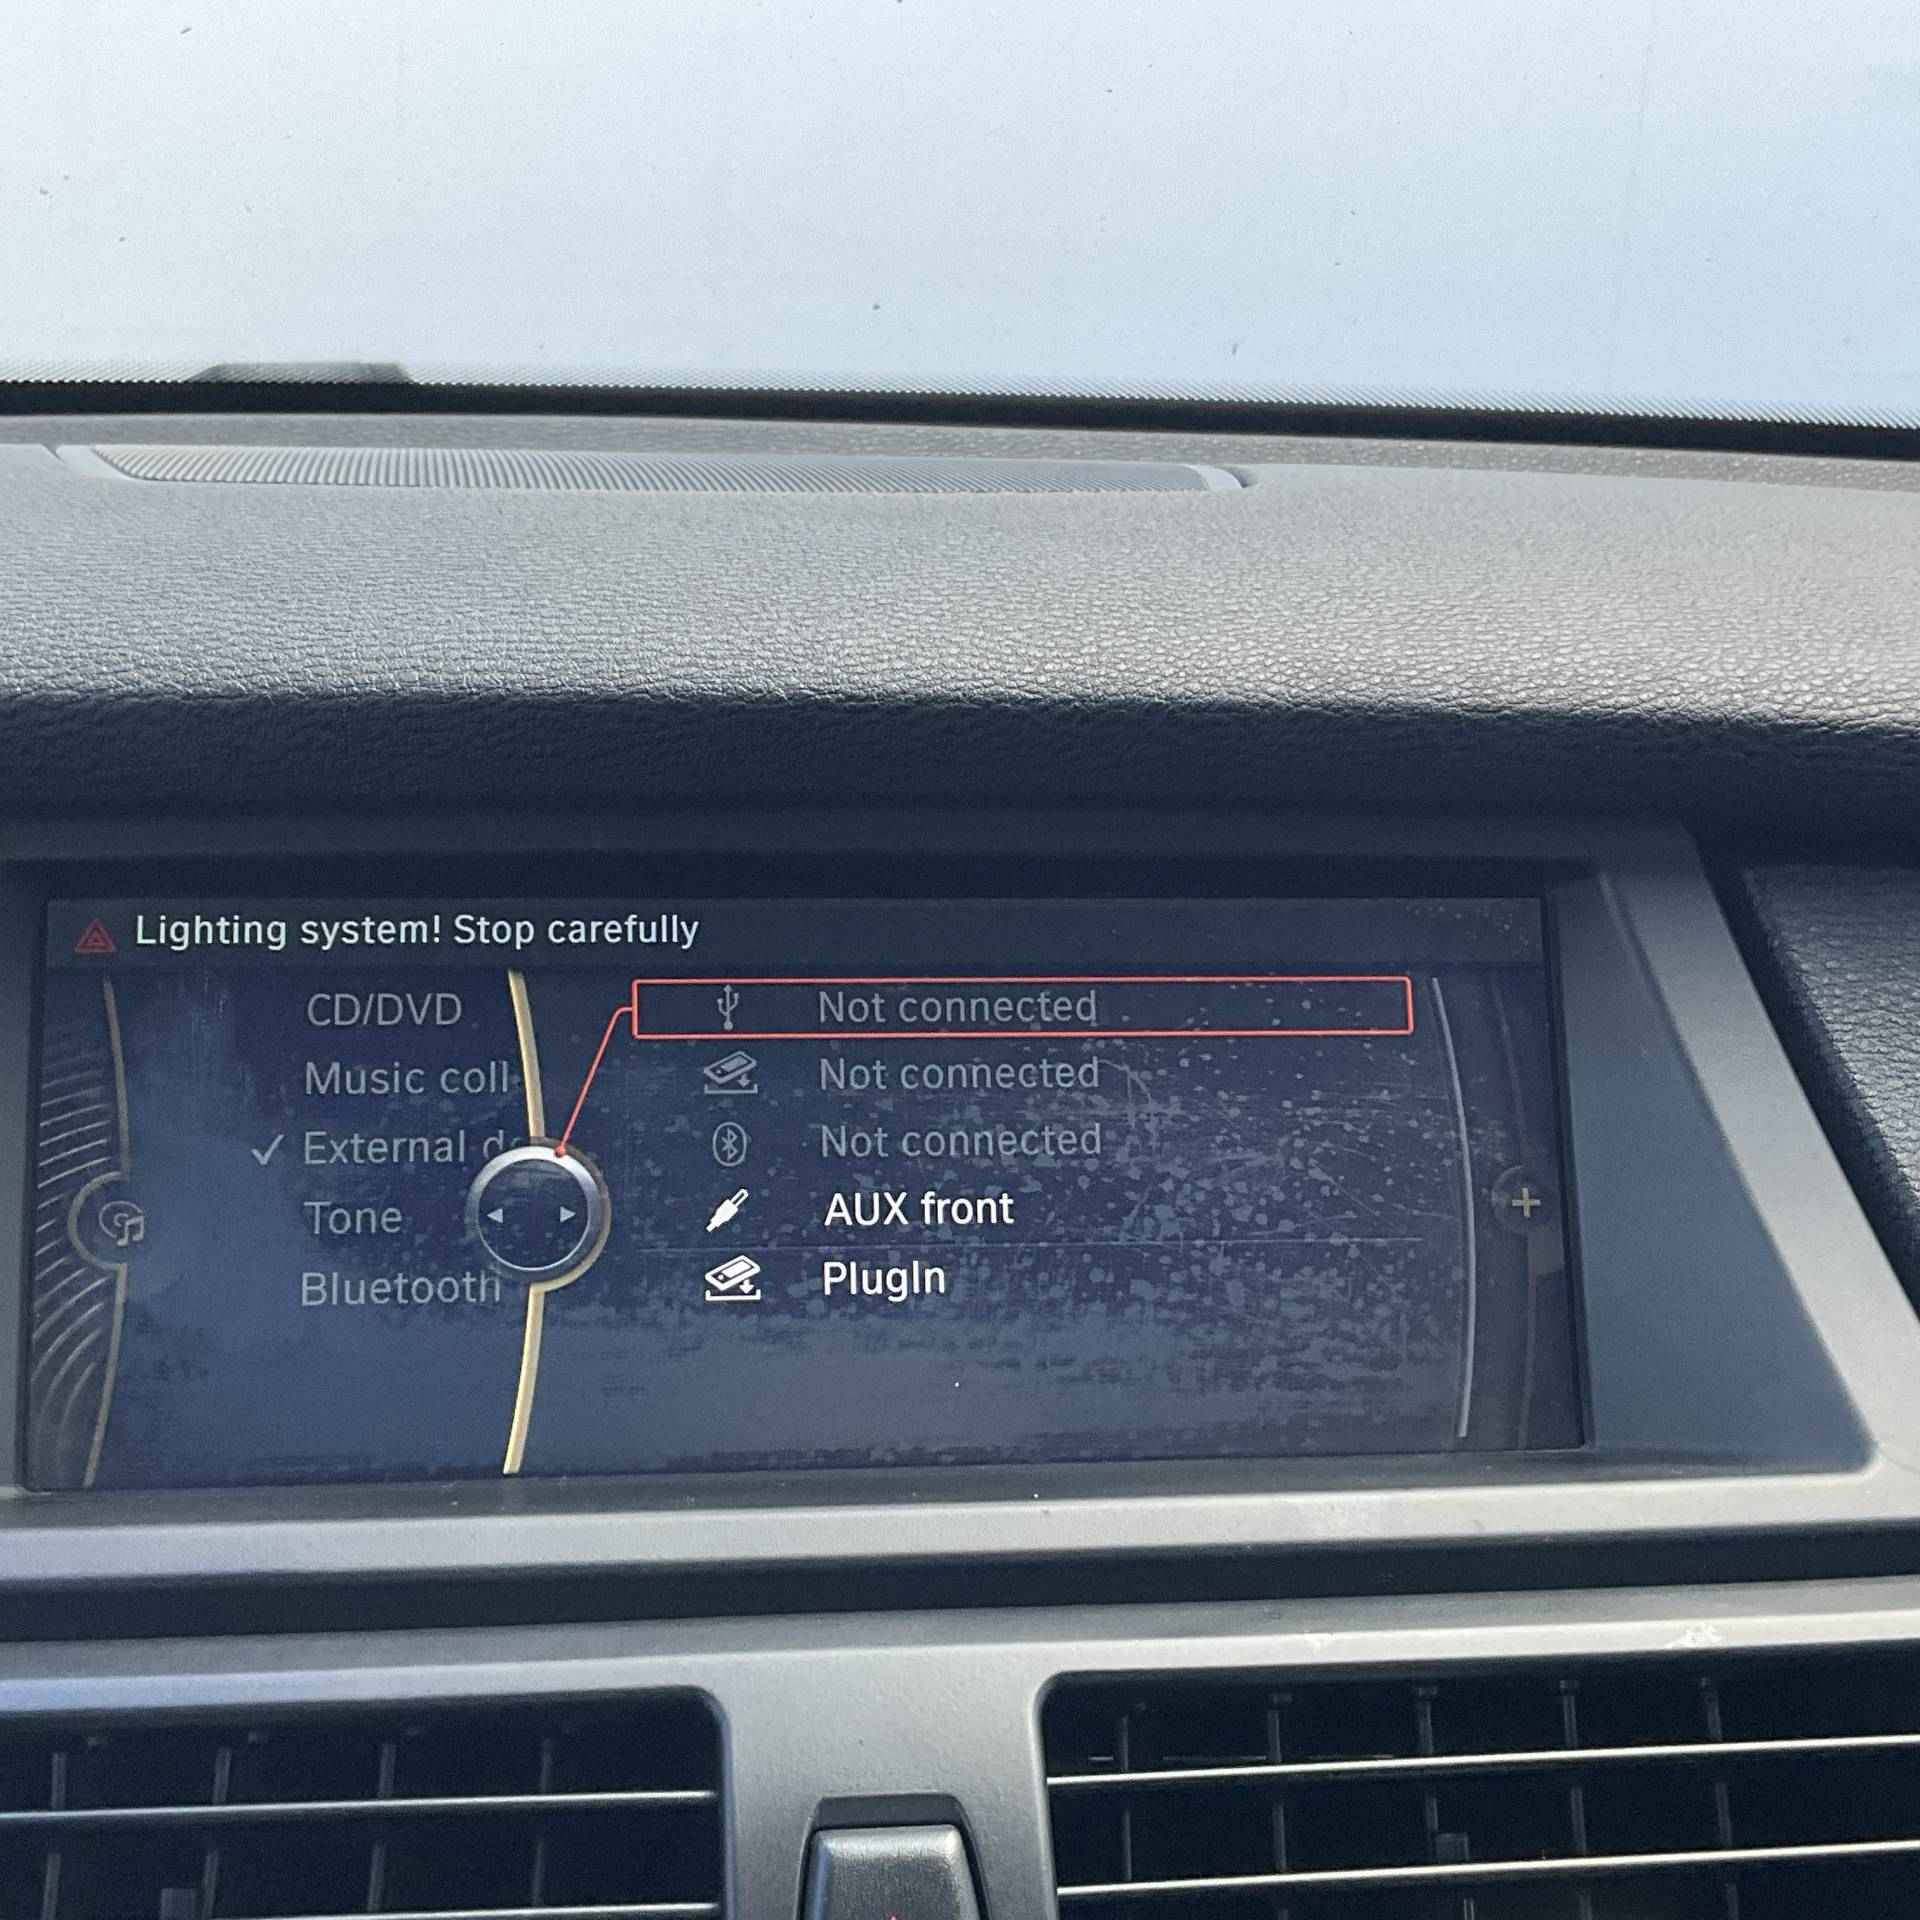 Lighting system! Stop carefully
CD/DVD
Music coll
✓ External d
Tone
Bluetooth
Not connected
Not connected
Not connected
AUX front
PlugIn
+